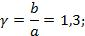 γ = b/a = 1,3;